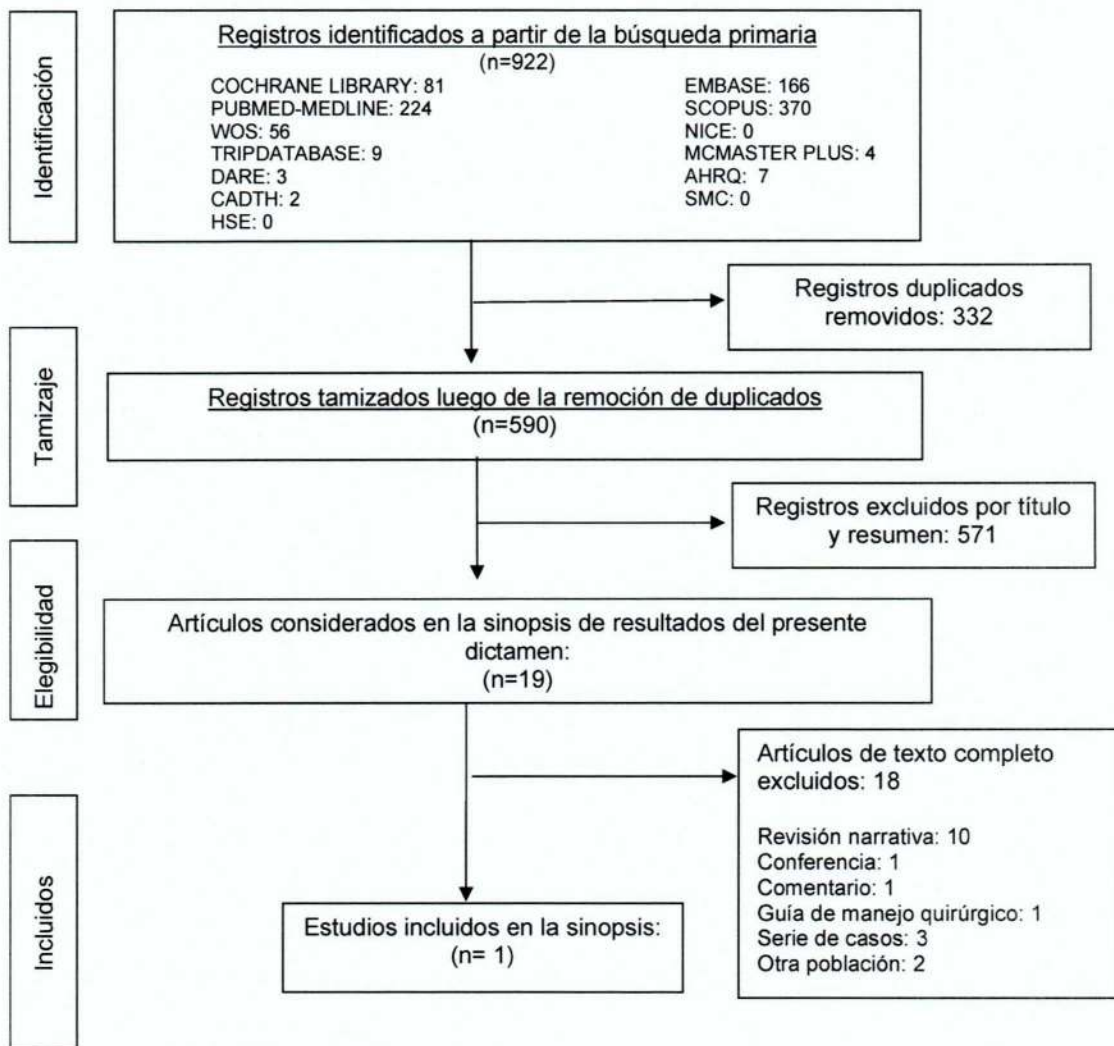 Identificación
Registros identificados a partir de la búsqueda primaria
(n=922)
COCHRANE LIBRARY: 81
PUBMED-MEDLINE: 224
WOS: 56
TRIPDATABASE: 9
DARE: 3
CADTH: 2
HSE: 0
EMBASE: 166
SCOPUS: 370
NICE: 0
MCMASTER PLUS: 4
AHRQ: 7
SMC: 0
Registros duplicados
removidos: 332
Tamizaje
Registros tamizados luego de la remoción de duplicados
(n=590)
Registros excluidos por título
y resumen: 571
Elegibilidad
Artículos considerados en la sinopsis de resultados del presente
dictamen:
(n=19)
Artículos de texto completo
excluidos: 18
Revisión narrativa: 10
Conferencia: 1
Comentario: 1
Guía de manejo quirúrgico: 1
Serie de casos: 3
Otra población: 2
Incluidos
Estudios incluidos en la sinopsis:
(n= 1)